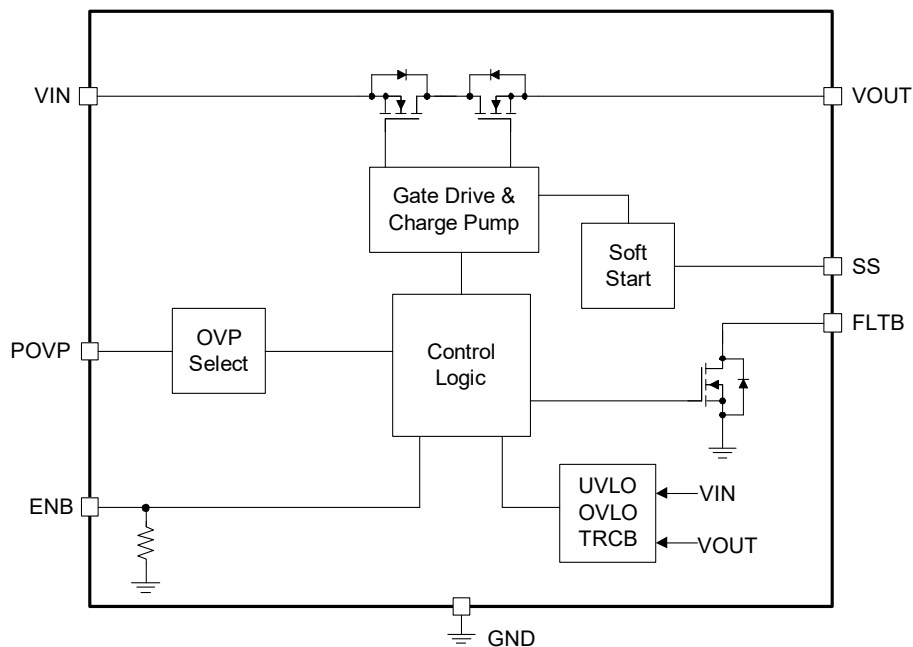 VIN
VOUT
Gate Drive &
Charge Pump
Soft
Start
SS
FLTB
POVP
OVP
Select
Control
Logic
ENB
UVLO
OVLO
TRCB
VIN
VOUT
GND